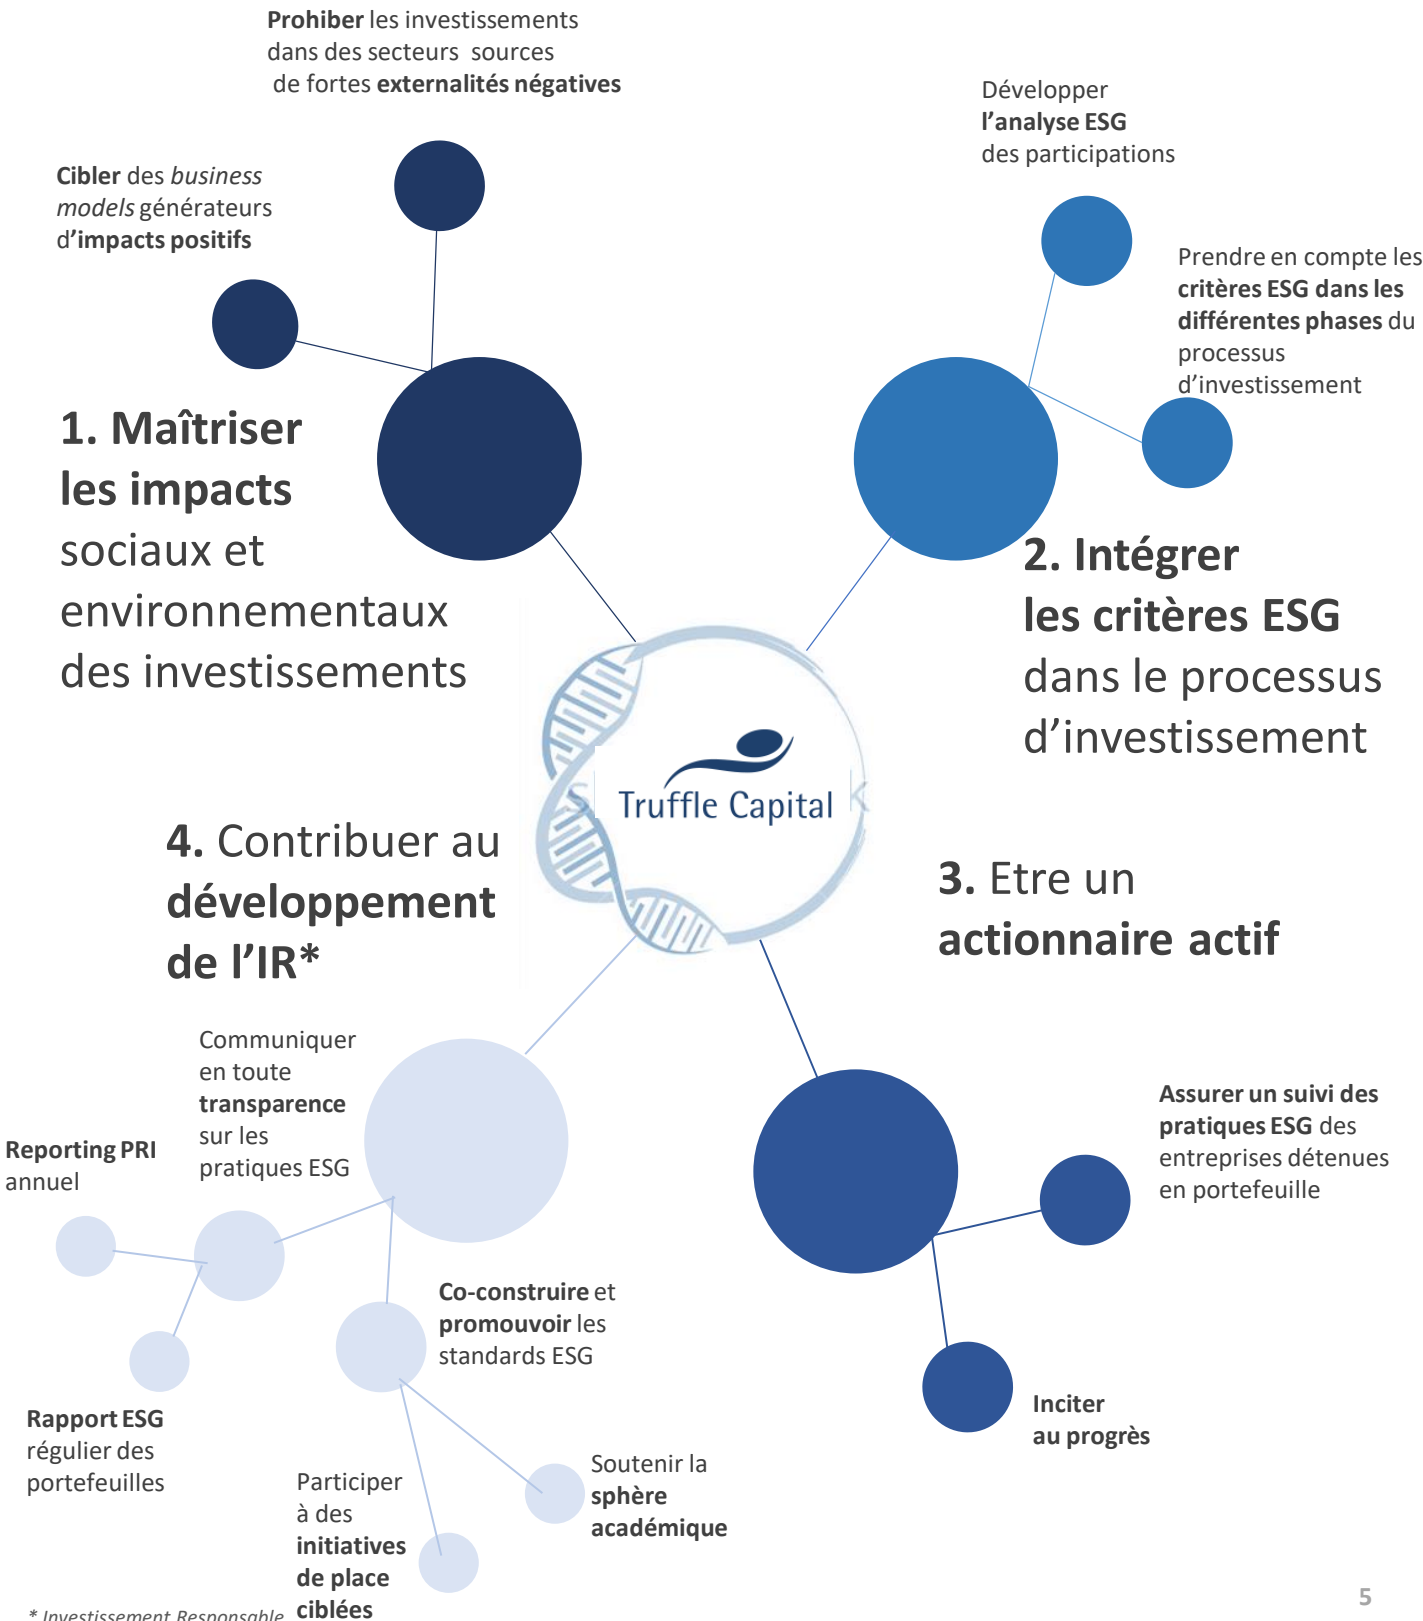 Prohiber les investissements
dans des secteurs sources
de fortes externalités négatives
Cibler des business
models générateurs
d'impacts positifs
1. Maîtriser
les impacts
sociaux et
environnementaux
des investissements
Développer
l’analyse ESG
des participations
Prendre en compte les
critères ESG dans les
différentes phases du
processus
d’investissement
2. Intégrer
les critères ESG
dans le processus
d’investissement
S
K
Truffle Capital
3. Etre un
actionnaire actif
Assurer un suivi des
pratiques ESG des
entreprises détenues
en portefeuille
Inciter
au progrès
4. Contribuer au
développement
de l’IR*
Communiquer
en toute
transparence
sur les
pratiques ESG
Reporting PRI
annuel
Rapport ESG
régulier des
portefeuilles
Co-construire et
promouvoir les
standards ESG
Participer
à des
initiatives
de place
ciblées
Soutenir la
sphère
académique
* Investissement Responsable
5